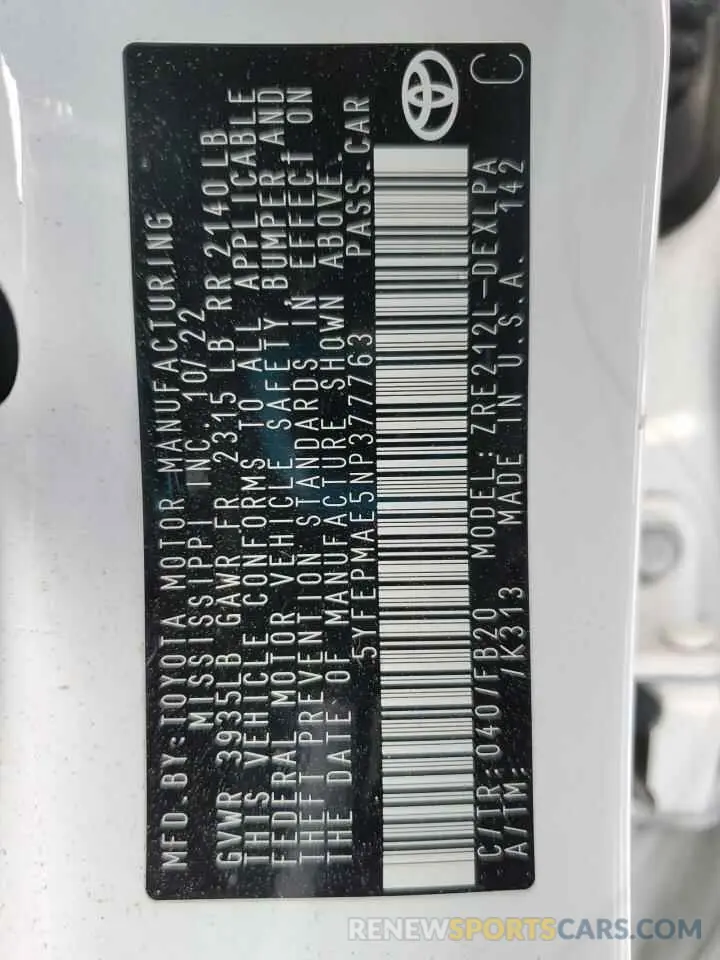 MFD.BY:TOYOTA MOTOR MANUFACTURING
MISSISSIPPI INC. 10/22
GVWR 3935LB GAWR FR 2315 LB RR 2140LB
THIS VEHICLE CONFORMS TO ALL APPLICABLE
FEDERAL MOTOR VEHICLE SAFETY, BUMPER AND
THEFT PREVENTION STANDARDS IN EFFECT ON
THE DATE OF MANUFACTURE SHOWN ABOVE.
5YFEPMAE5NP377763 PASS.CAR
C/TR:040/FB20 MODEL:ZRE212L-DEXLPA
A/TM: /K313 MADE IN U.S.A. 142
C
RENEWSPORTSCARS.COM